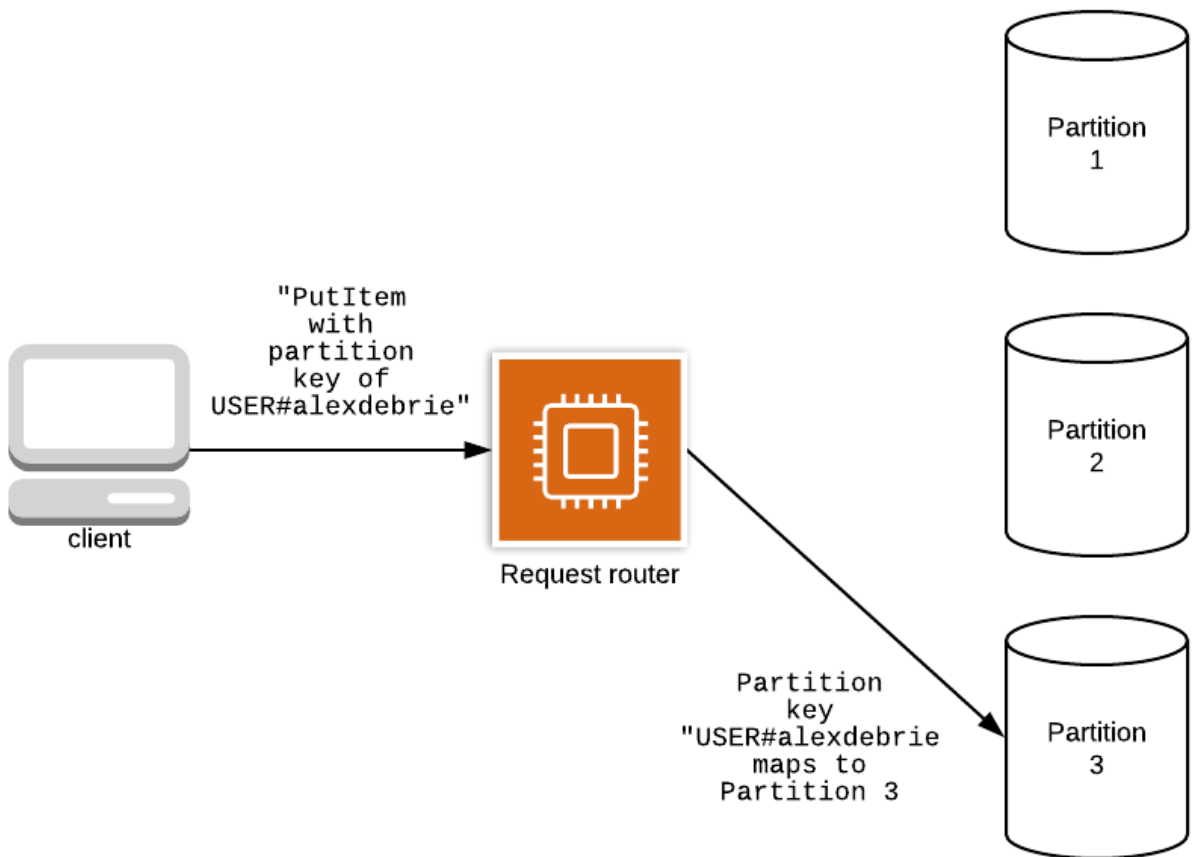 Partition
1
"PutItem
with
partition
key of
USER#alexdebrie"
client
Request router
Partition
2
Partition
key
"USER#alexdebrie
maps to
Partition 3
Partition
3